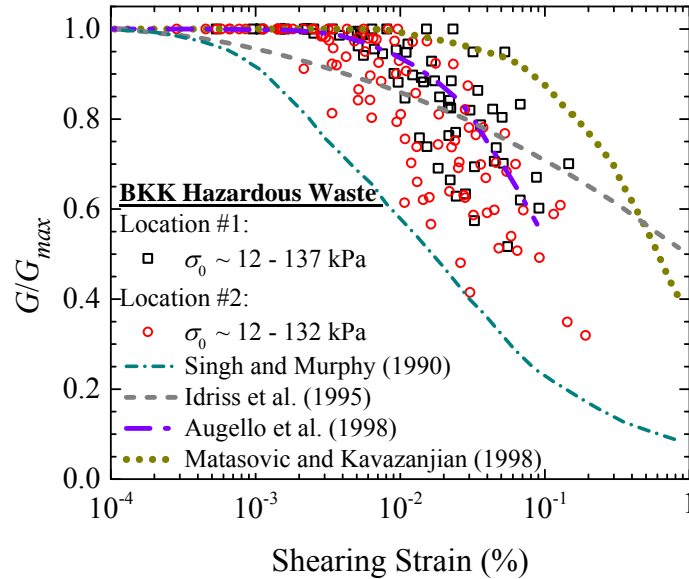 1.0
0.8
0.6
0.4
0.2
0.0
G/G_max
BKK Hazardous Waste
Location #1:
σ₀ ~ 12 - 137 kPa
Location #2:
σ₀ ~ 12 - 132 kPa
Singh and Murphy (1990)
Idriss et al. (1995)
Augello et al. (1998)
Matasovic and Kavazanjian (1998)
10⁻⁴ 10⁻³ 10⁻² 10⁻¹ 1
Shearing Strain (%)